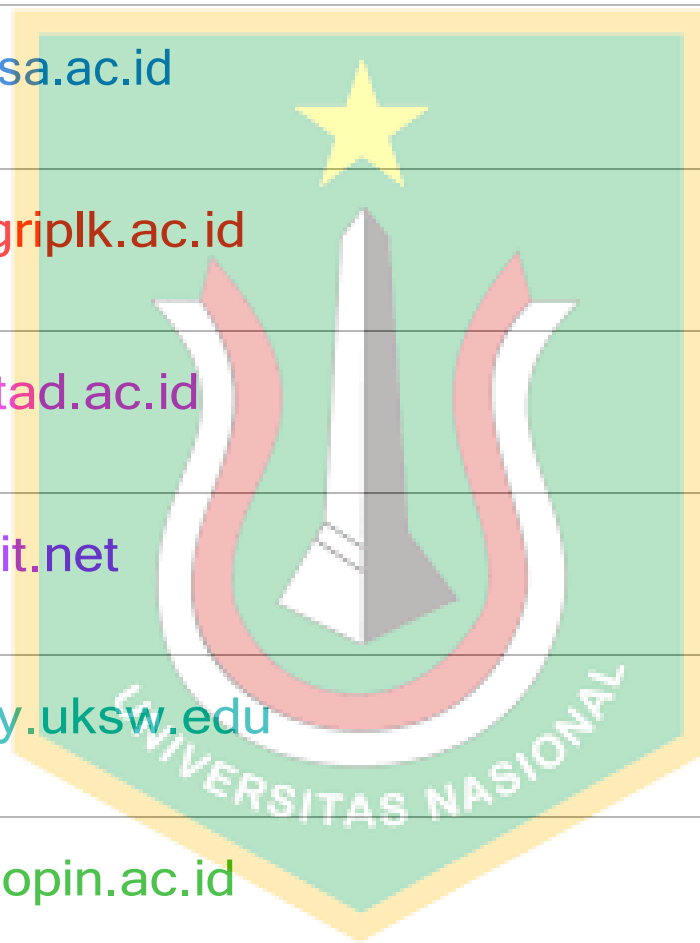 sa.ac.id
griplk.ac.id
tad.ac.id
it.net
y.uksw.edu
UNIVERSITAS NASIONAL
opin.ac.id